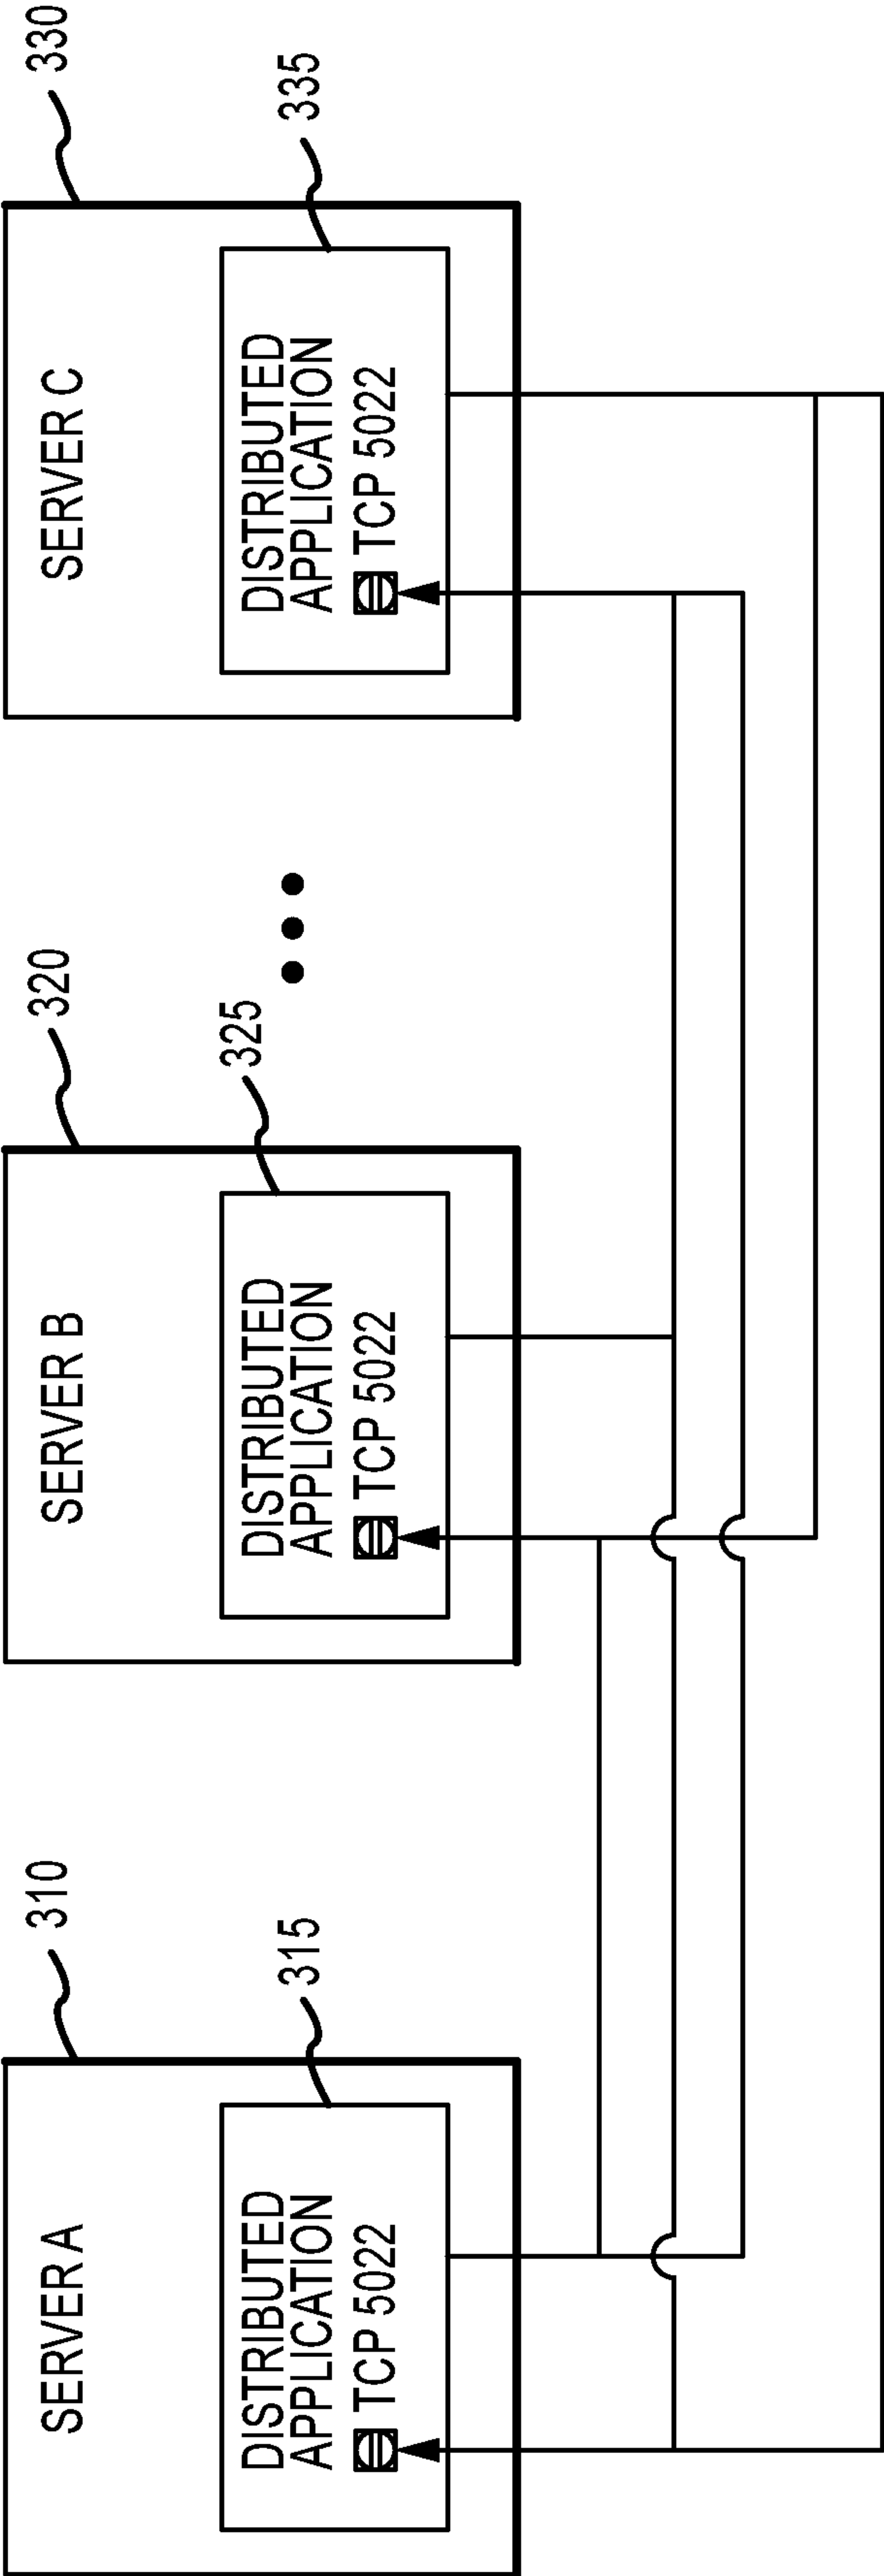 310
SERVER A
315
DISTRIBUTED
APPLICATION
TCP 5022
320
SERVER B
325
DISTRIBUTED
APPLICATION
TCP 5022
330
SERVER C
335
DISTRIBUTED
APPLICATION
TCP 5022